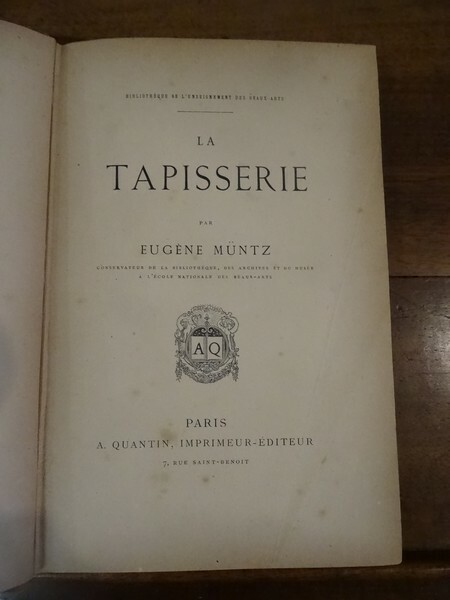 BIBLIOTHÈQUE DE L'ENSEIGNEMENT DES BEAUX-ARTS
LA
TAPISSERIE
PAR
EUGÈNE MÜNTZ
CONSERVATEUR DE LA BIBLIOTHÈQUE, DES ARCHIVES ET DU MUSÉE
A L'ÉCOLE NATIONALE DES BEAUX-ARTS
A Q
PARIS
A. QUANTIN, IMPRIMEUR-ÉDITEUR
7, RUE SAINT-BENOIT